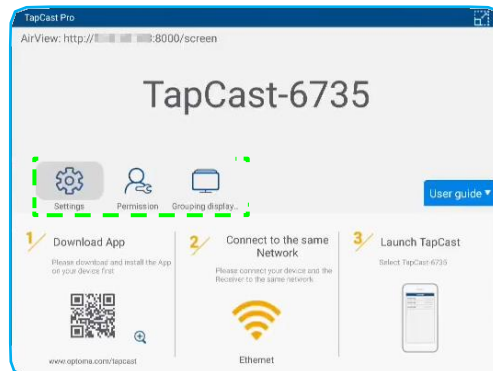 TapCast Pro
AirView: http:// :8000/screen
TapCast-6735
Settings Permission Grouping display..
User guide
1 Download App
Please download and install the App
on your device first
www.optoma.com/tapcast
2 Connect to the same
Network
Please connect your device and the
Receiver to the same network.
Ethernet
3 Launch TapCast
Select TapCast-6735